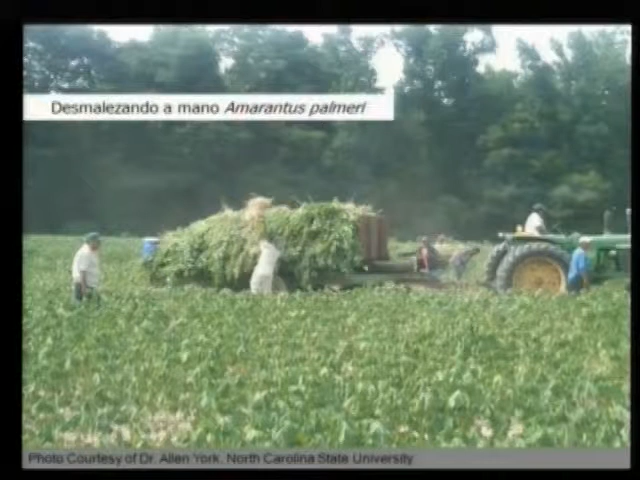 Desmalezando a mano Amarantus palmeri
Photo Courtesy of Dr. Allen York. North Carolina State University